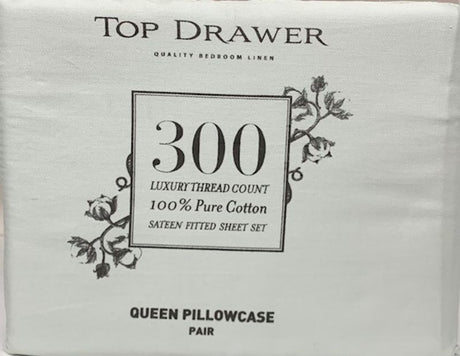 TOP DRAWER
QUALITY BEDROOM LINEN
300
LUXURY THREAD COUNT
100% Pure Cotton
SATEEN FITTED SHEET SET
QUEEN PILLOWCASE
PAIR